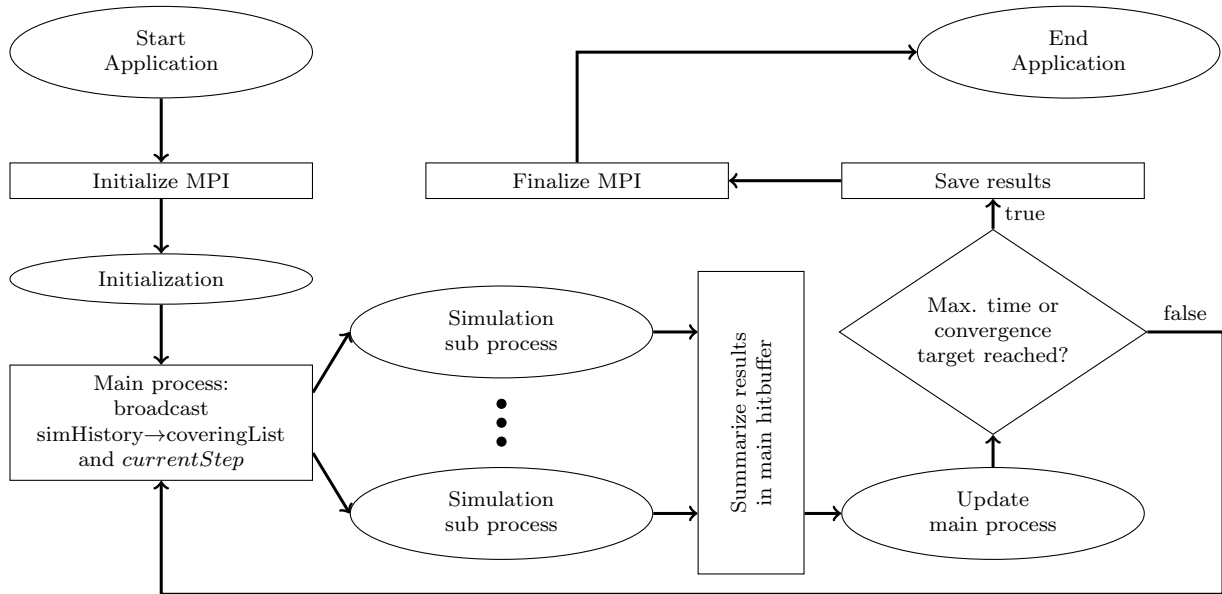 Start
Application
End
Application
Initialize MPI
Finalize MPI
Save results
true
Initialization
Max. time or
convergence
target reached?
false
Simulation
sub process
Main process:
broadcast
simHistory→coveringList
and currentStep
Summarize results
in main hitbuffer
Simulation
sub process
Update
main process